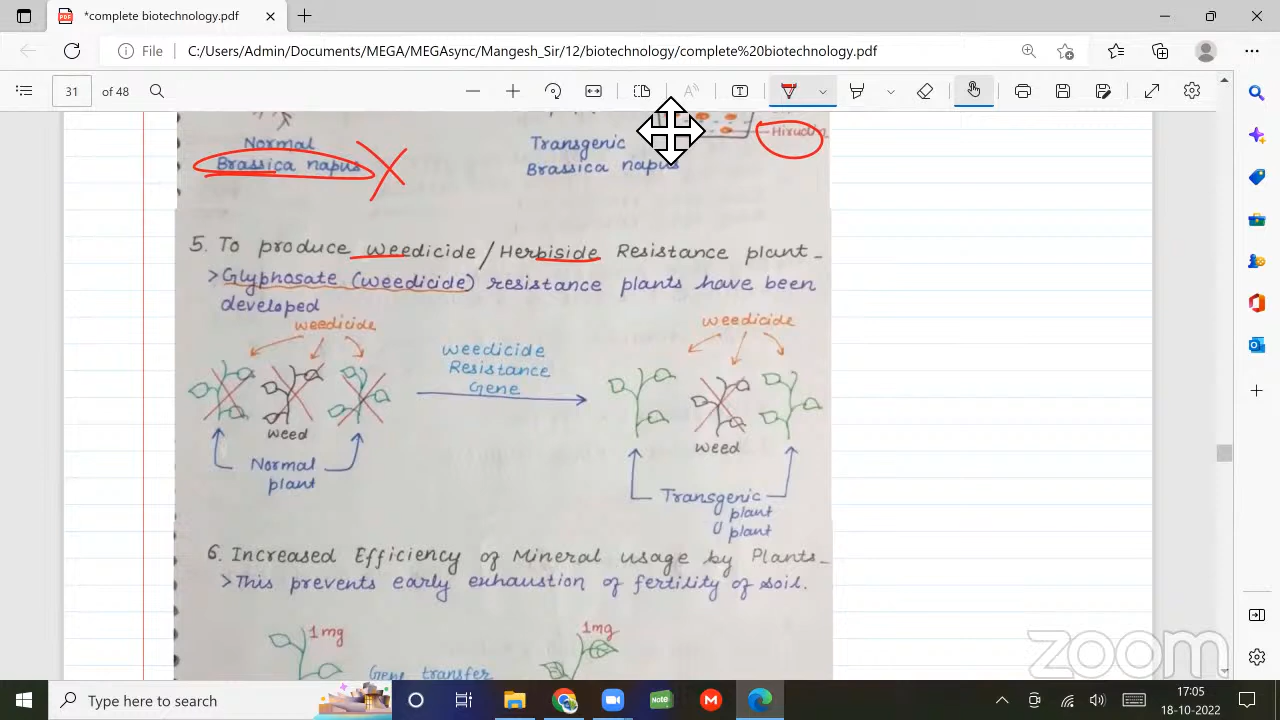 *complete biotechnology.pdf
File
C:/Users/Admin/Documents/MEGA/MEGAsync/Mangesh_Sir/12/biotechnology/complete%20biotechnology.pdf
31 of 48
Normal
Brassica napus
Transgenic
Brassica napus
5. To produce weedicide / Herbiside Resistance plant -
> Glyphosate (weedicide) resistance plants have been
developed
weedicide
weedicide
Weedicide
Resistance
Gene
weed
weed
Normal
plant
Transgenic
plant
plant
6. Increased Efficiency of Mineral usage by Plants -
> This prevents early exhaustion of fertility of soil.
1mg
1mg
Gene transfer
zoom
Type here to search
Note
17:05
18-10-2022